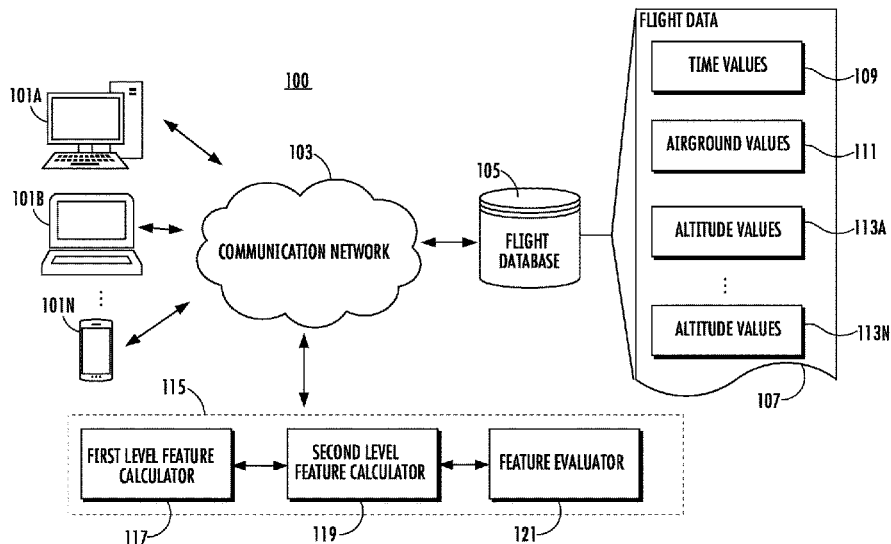 100
101A
101B
101N
103
COMMUNICATION NETWORK
105
FLIGHT
DATABASE
FLIGHT DATA
TIME VALUES
109
AIRGROUND VALUES
111
ALTITUDE VALUES
113A
ALTITUDE VALUES
113N
107
115
FIRST LEVEL FEATURE
CALCULATOR
117
SECOND LEVEL
FEATURE CALCULATOR
119
FEATURE EVALUATOR
121